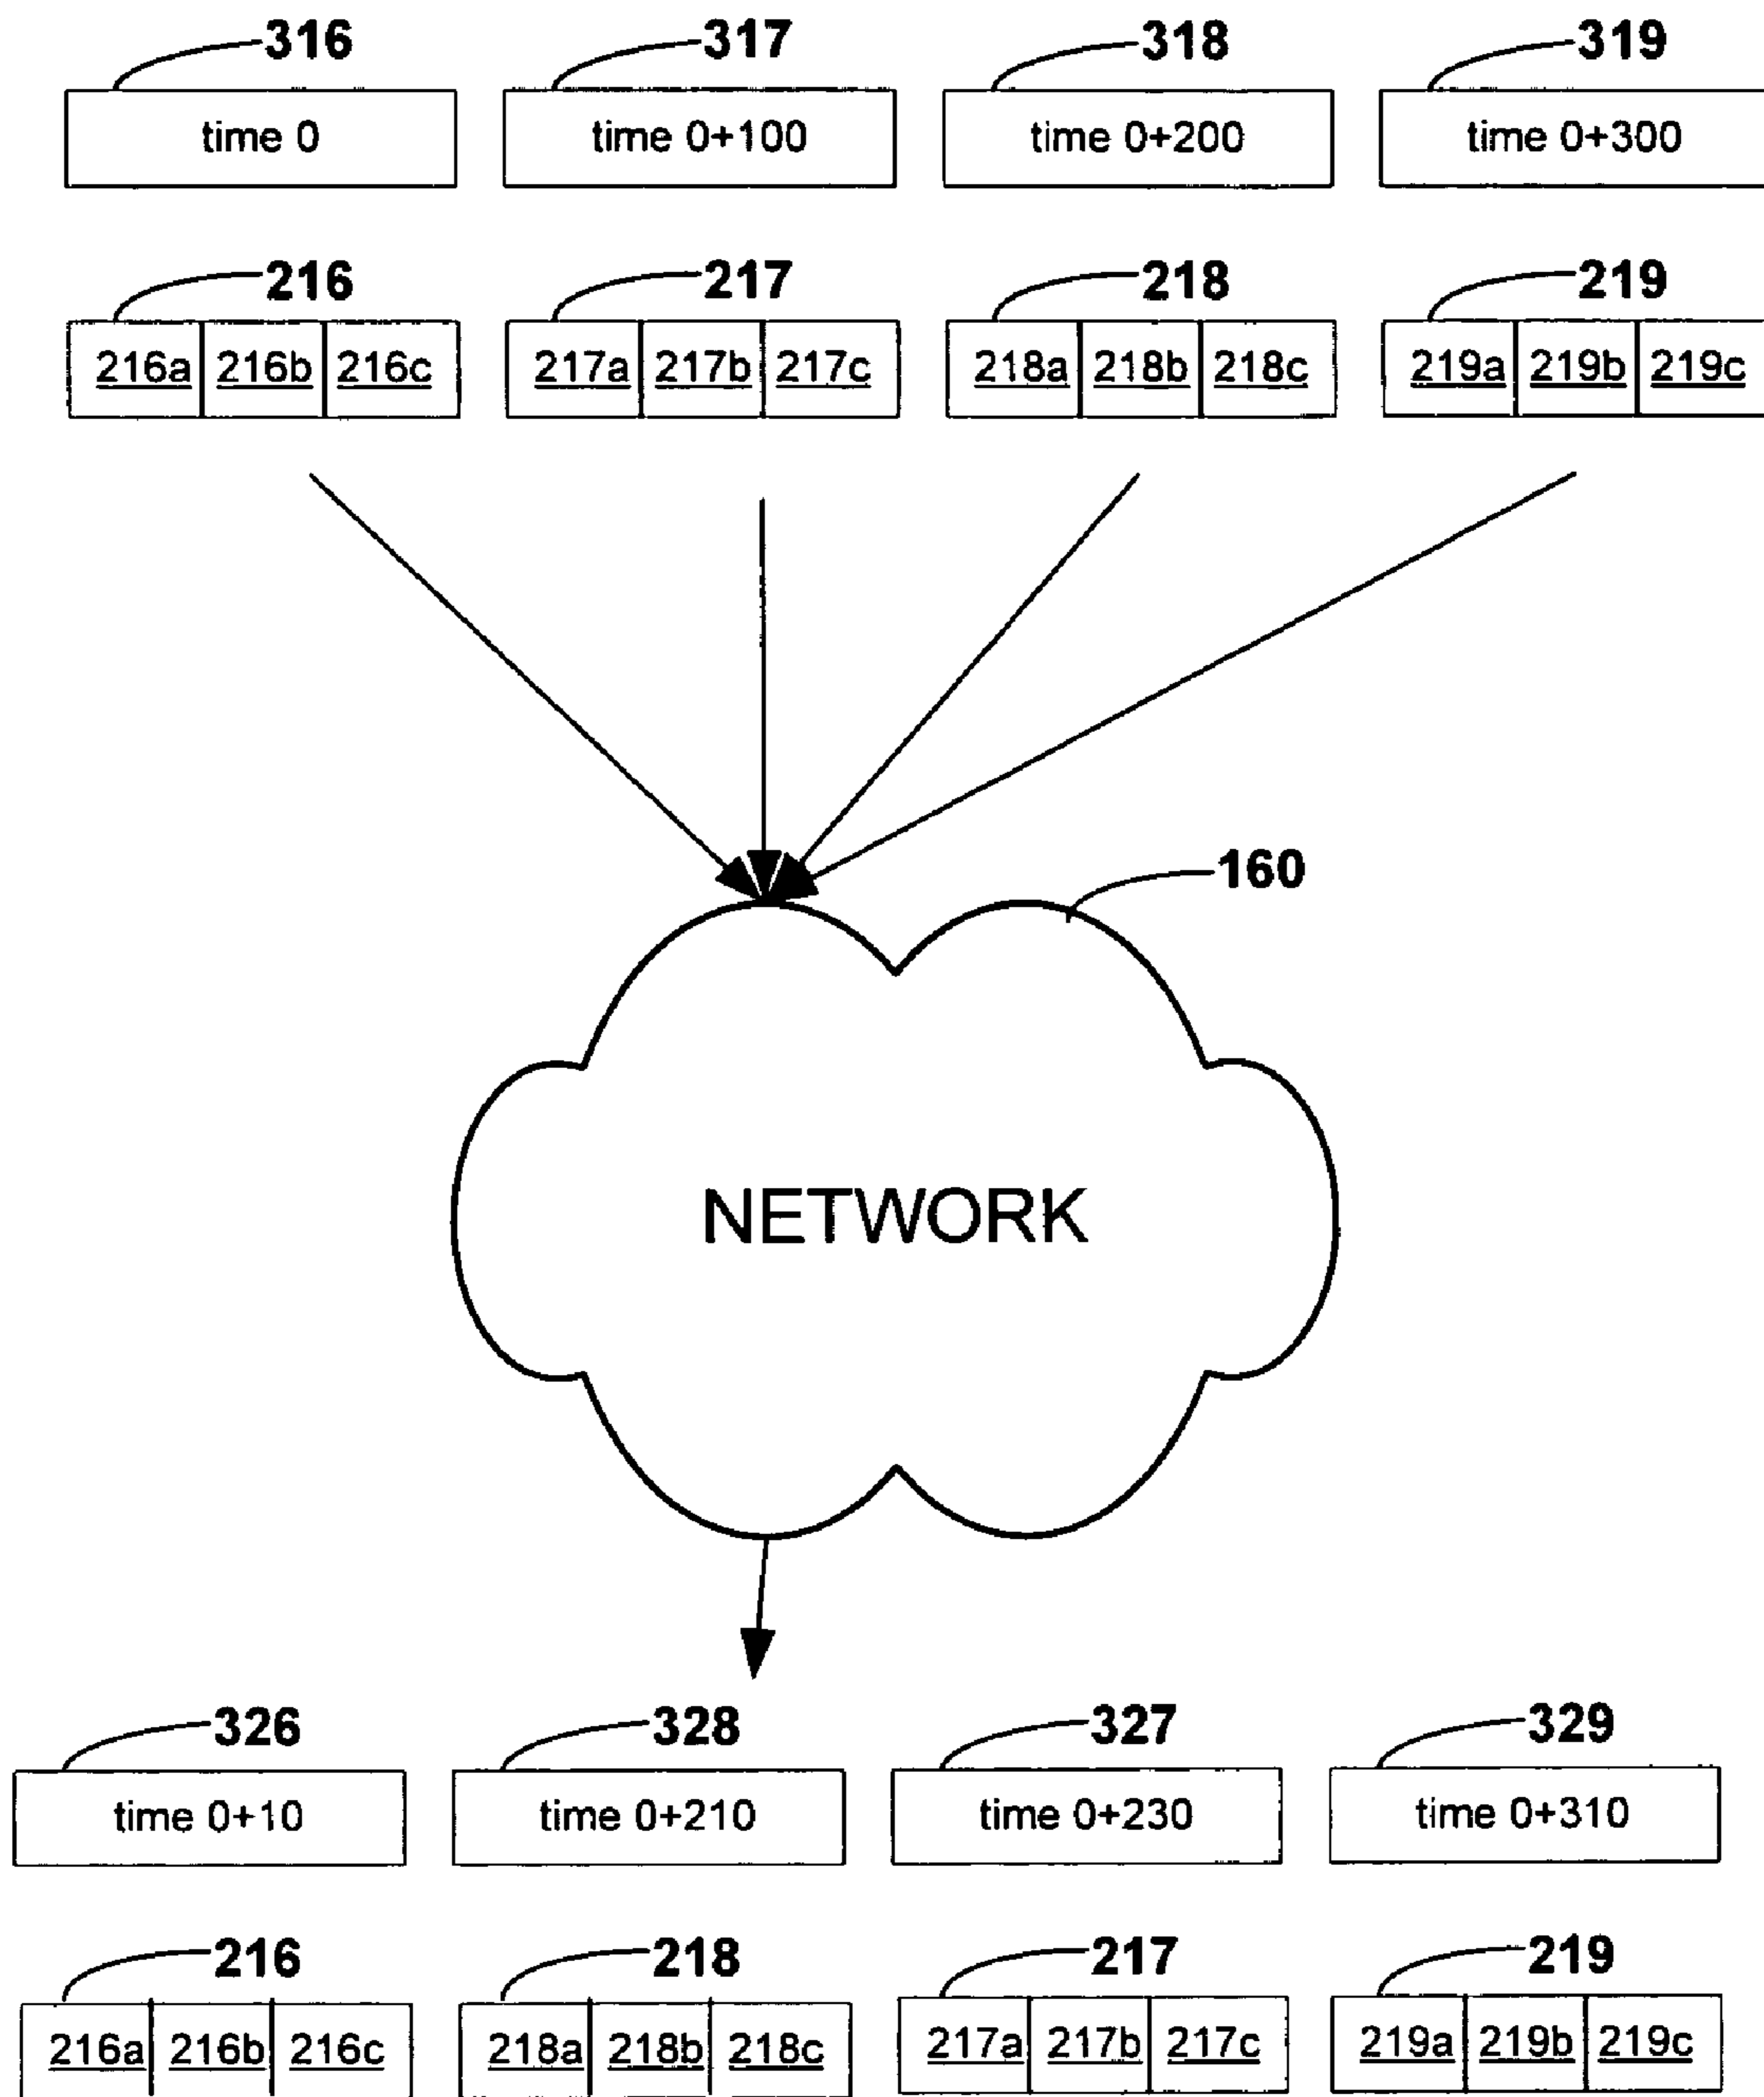 316 317 318 319
time 0 time 0+100 time 0+200 time 0+300
216 217 218 219
216a 216b 216c 217a 217b 217c 218a 218b 218c 219a 219b 219c
160
NETWORK
326 328 327 329
time 0+10 time 0+210 time 0+230 time 0+310
216 218 217 219
216a 216b 216c 218a 218b 218c 217a 217b 217c 219a 219b 219c